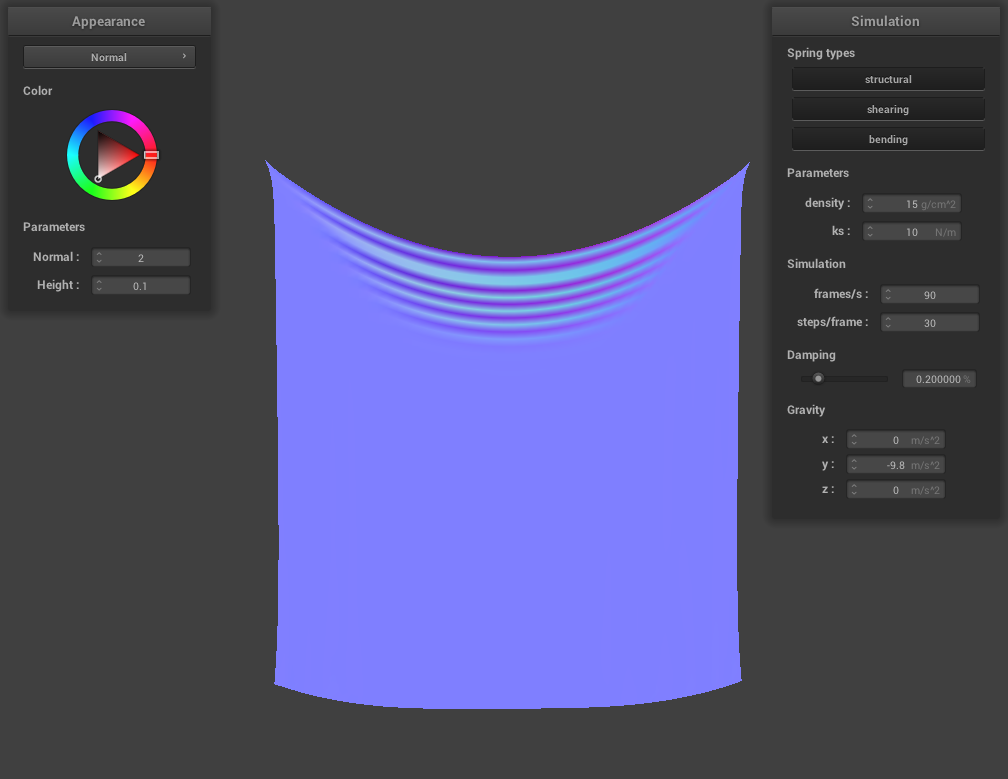 Appearance
Normal
Color
Parameters
Normal : 2
Height : 0.1
Simulation
Spring types
structural
shearing
bending
Parameters
density : 15 g/cm^2
ks : 10 N/m
Simulation
frames/s : 90
steps/frame : 30
Damping
0.200000 %
Gravity
x : 0 m/s^2
y : -9.8 m/s^2
z : 0 m/s^2